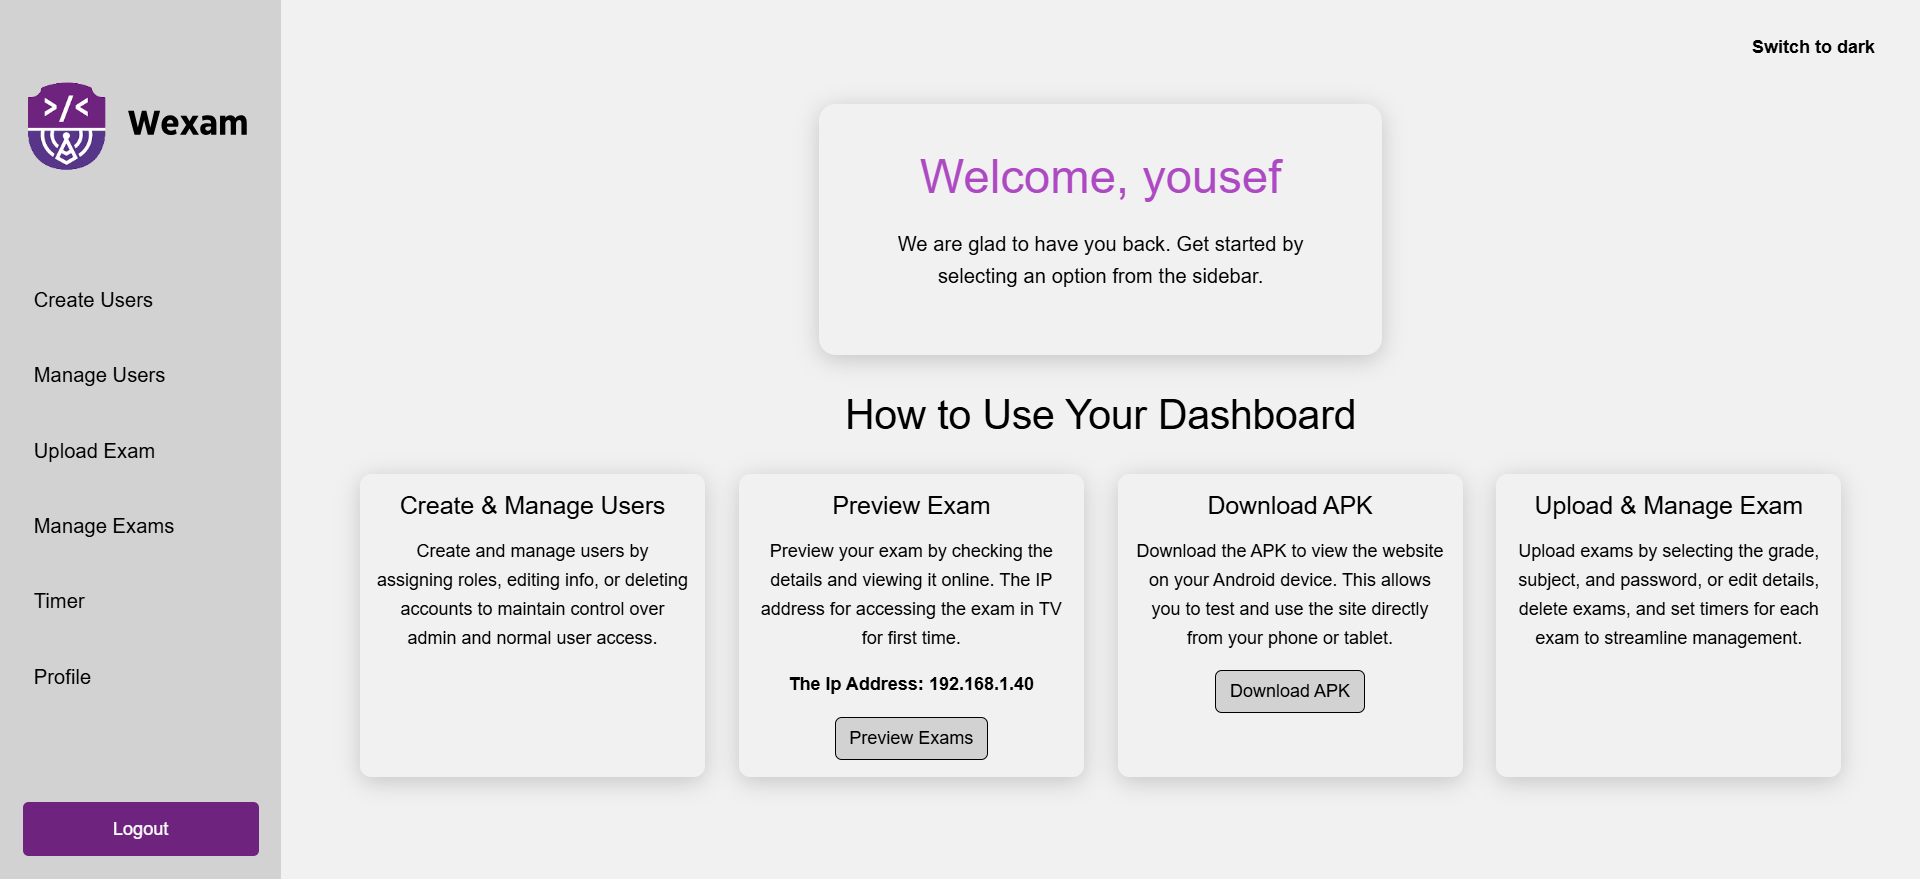 Switch to dark
>/<
Wexam
Create Users
Manage Users
Upload Exam
Manage Exams
Timer
Profile
Logout
Welcome, yousef
We are glad to have you back. Get started by
selecting an option from the sidebar.
How to Use Your Dashboard
Create & Manage Users
Create and manage users by
assigning roles, editing info, or deleting
accounts to maintain control over
admin and normal user access.
Preview Exam
Preview your exam by checking the
details and viewing it online. The IP
address for accessing the exam in TV
for first time.
The Ip Address: 192.168.1.40
Preview Exams
Download APK
Download the APK to view the website
on your Android device. This allows
you to test and use the site directly
from your phone or tablet.
Download APK
Upload & Manage Exam
Upload exams by selecting the grade,
subject, and password, or edit details,
delete exams, and set timers for each
exam to streamline management.